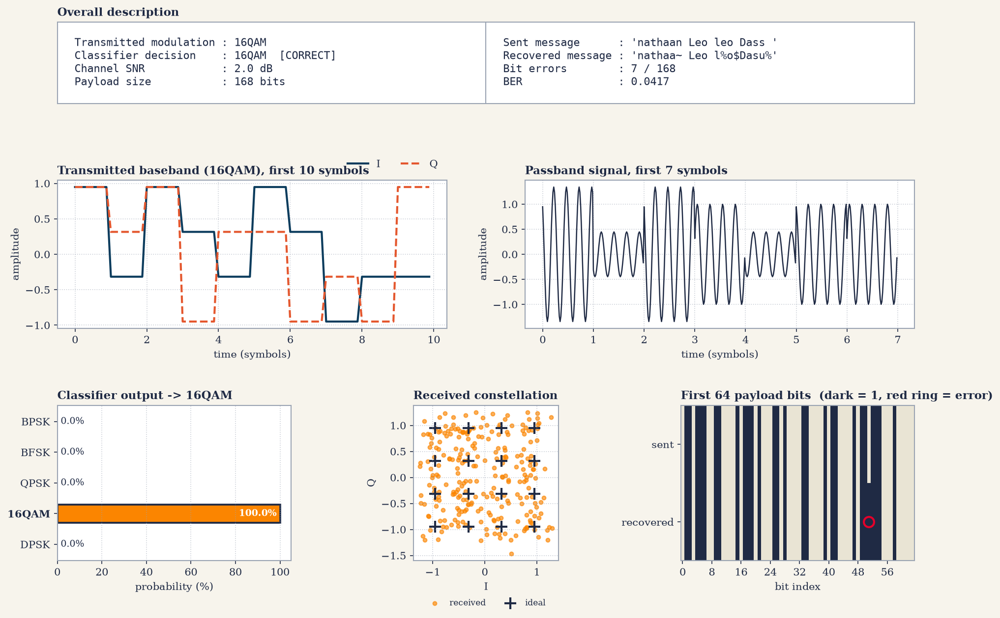 Overall description
Transmitted modulation : 16QAM
Classifier decision    : 16QAM  [CORRECT]
Channel SNR            : 2.0 dB
Payload size           : 168 bits
Sent message      : 'nathaan Leo leo Dass '
Recovered message : 'nathaa~ Leo l%o$Dasu%'
Bit errors        : 7 / 168
BER               : 0.0417
I
Q
Transmitted baseband (16QAM), first 10 symbols
1.0
0.5
0.0
−0.5
−1.0
amplitude
0 2 4 6 8 10
time (symbols)
Passband signal, first 7 symbols
1.0
0.5
0.0
−0.5
−1.0
amplitude
0 1 2 3 4 5 6 7
time (symbols)
Classifier output -> 16QAM
BPSK 0.0%
BFSK 0.0%
QPSK 0.0%
16QAM 100.0%
DPSK 0.0%
0 20 40 60 80 100
probability (%)
Received constellation
1.0
0.5
0.0
−0.5
−1.0
−1.5
Q
−1 0 1
I
received ideal
First 64 payload bits  (dark = 1, red ring = error)
sent
recovered
0 8 16 24 32 40 48 56
bit index